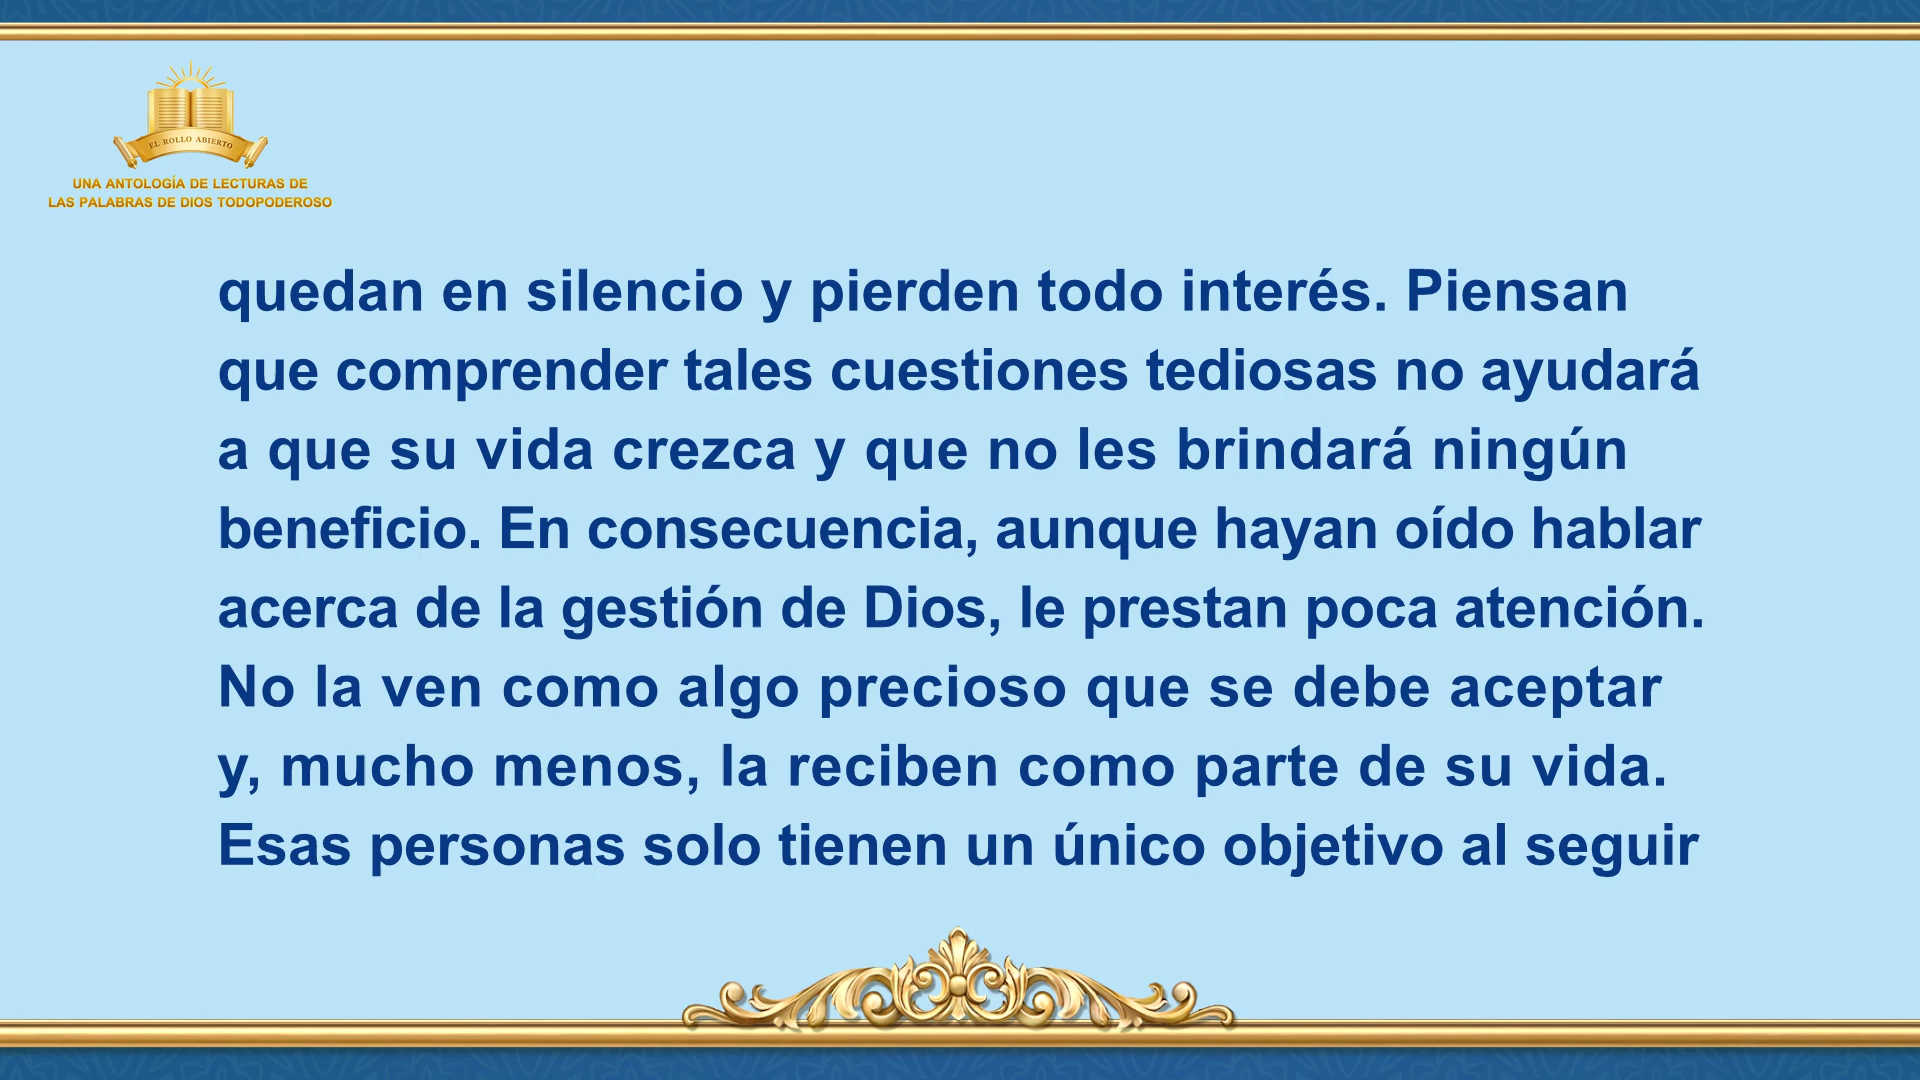 EL ROLLO ABIERTO
UNA ANTOLOGÍA DE LECTURAS DE
LAS PALABRAS DE DIOS TODOPODEROSO
quedan en silencio y pierden todo interés. Piensan
que comprender tales cuestiones tediosas no ayudará
a que su vida crezca y que no les brindará ningún
beneficio. En consecuencia, aunque hayan oído hablar
acerca de la gestión de Dios, le prestan poca atención.
No la ven como algo precioso que se debe aceptar
y, mucho menos, la reciben como parte de su vida.
Esas personas solo tienen un único objetivo al seguir